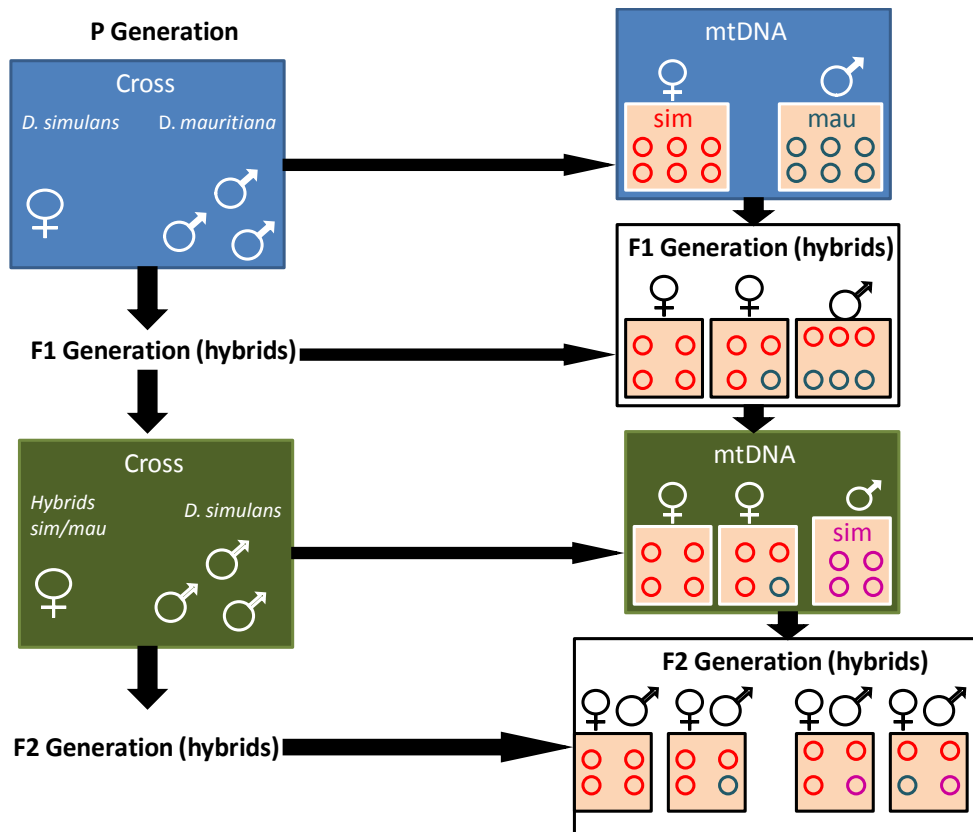 P Generation
Cross
D. simulans
D. mauritiana
mtDNA
sim
mau
F1 Generation (hybrids)
F1 Generation (hybrids)
Cross
Hybrids
sim/mau
D. simulans
mtDNA
sim
F2 Generation (hybrids)
F2 Generation (hybrids)